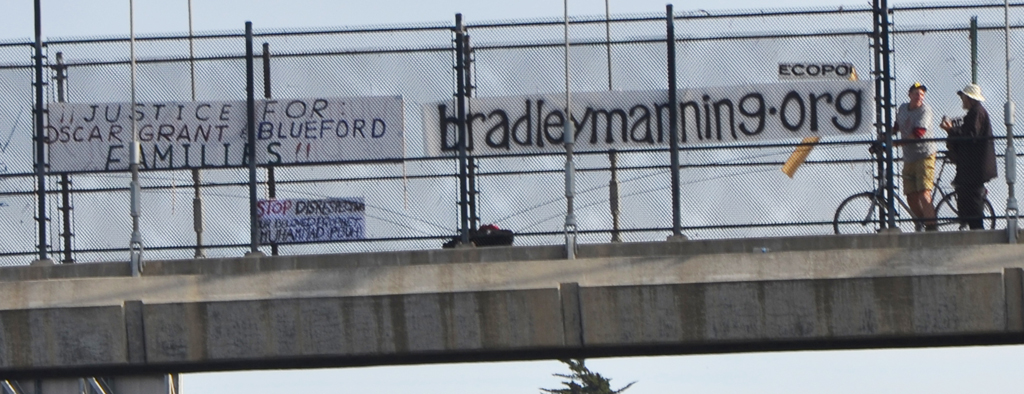 ¡¡JUSTICE FOR:!!
OSCAR GRANT & BLUEFORD
FAMILIES!!
STOP
bradleymanning.org
ECOPO